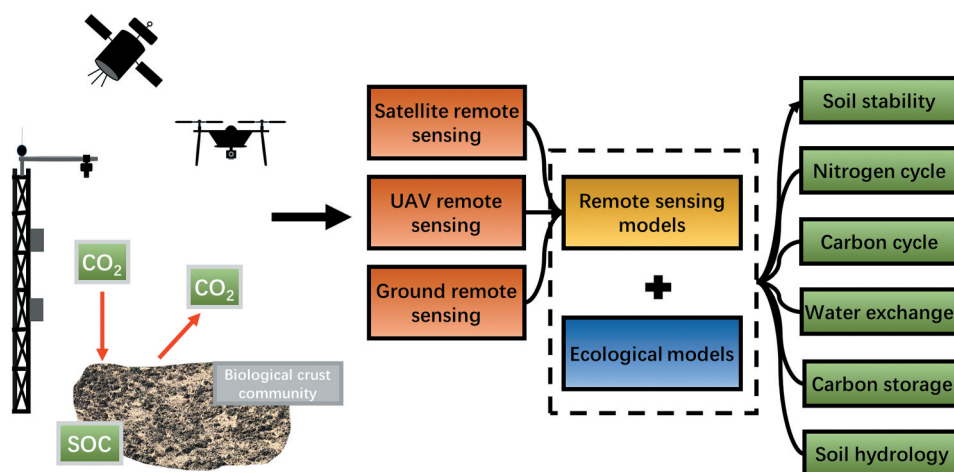 CO₂
CO₂
Biological crust
community
SOC
Satellite remote
sensing
UAV remote
sensing
Ground remote
sensing
Remote sensing
models
Ecological models
Soil stability
Nitrogen cycle
Carbon cycle
Water exchange
Carbon storage
Soil hydrology